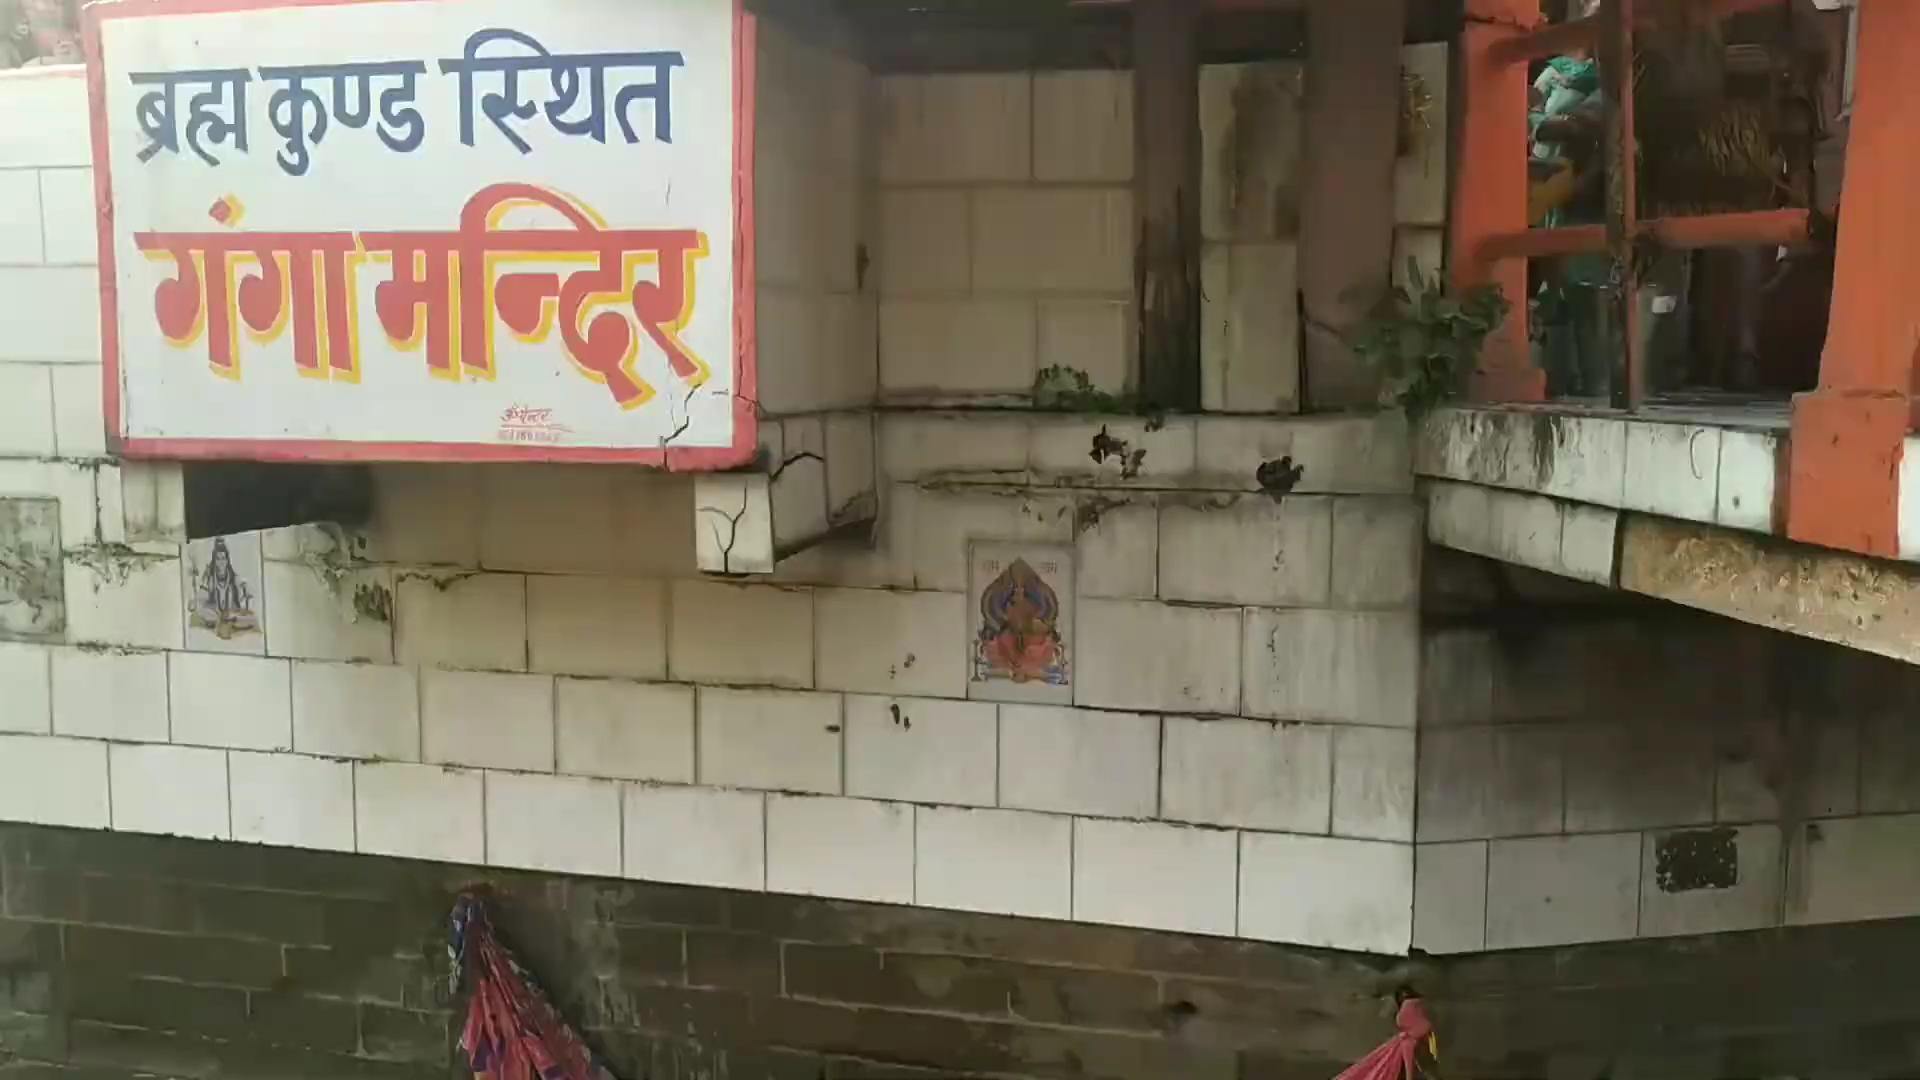 ब्रह्म कुण्ड स्थित
गंगा मन्दिर